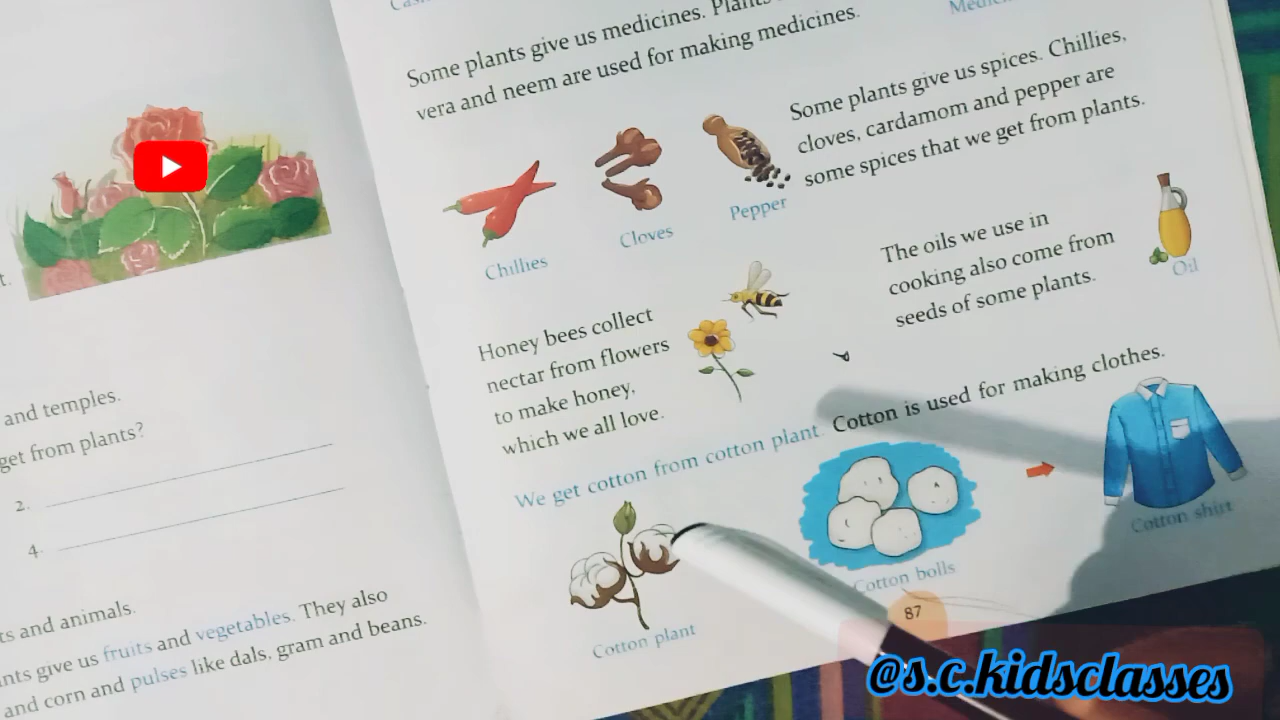 t.
and temples.
get from plants?
2.
4.
ts and animals.
nts give us fruits and vegetables. They also
and corn and pulses like dals, gram and beans.
Some plants give us medicines. Plants
vera and neem are used for making medicines.
Some plants give us spices. Chillies,
cloves, cardamom and pepper are
some spices that we get from plants.
Chillies
Cloves
Pepper
The oils we use in
cooking also come from
seeds of some plants.
Oil
Honey bees collect
nectar from flowers
to make honey,
which we all love.
We get cotton from cotton plant. Cotton is used for making clothes.
Cotton plant
Cotton bolls
Cotton shirt
87
@s.c.kidsclasses